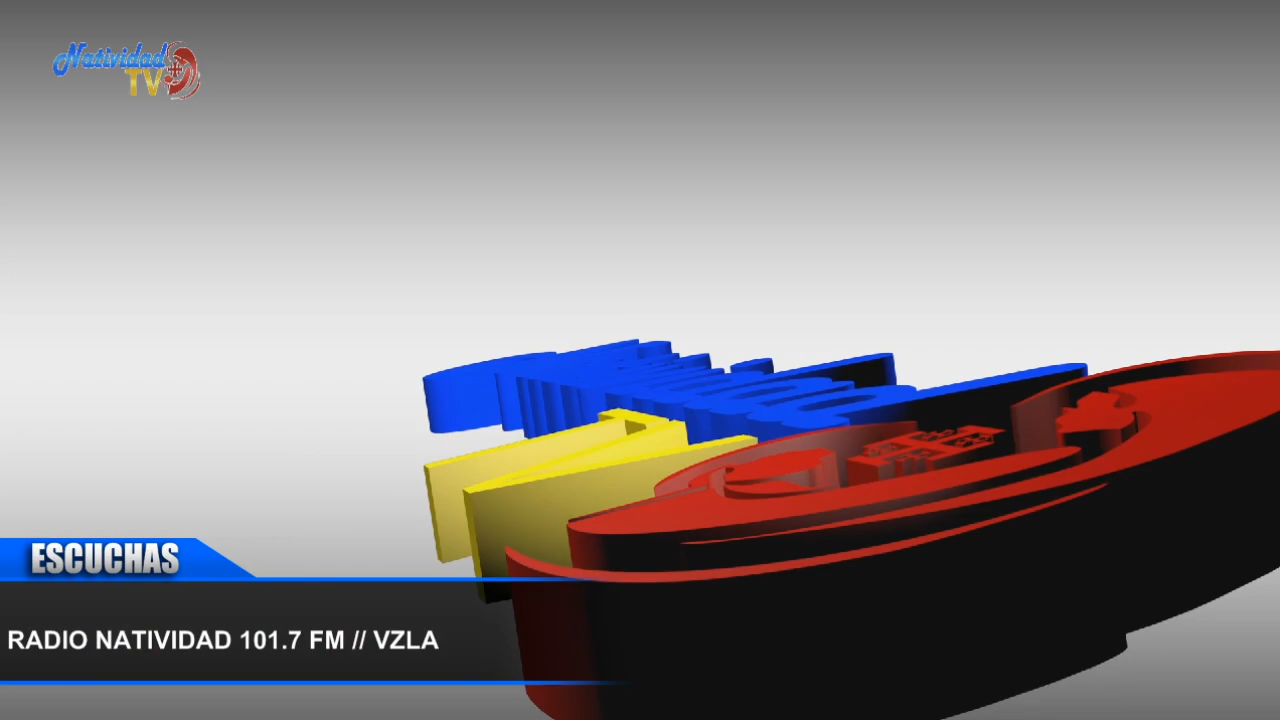 Natividad
TV
ESCUCHAS
RADIO NATIVIDAD 101.7 FM // VZLA